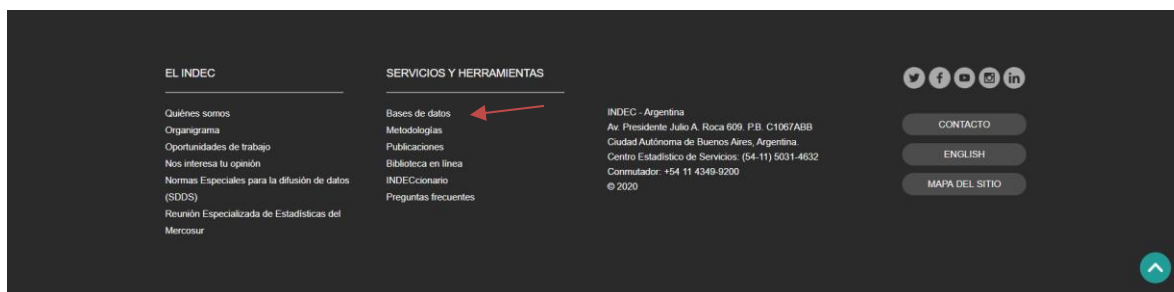 EL INDEC
Quiénes somos
Organigrama
Oportunidades de trabajo
Nos interesa tu opinión
Normas Especiales para la difusión de datos
(SDDS)
Reunión Especializada de Estadísticas del
Mercosur
SERVICIOS Y HERRAMIENTAS
Bases de datos
Metodologías
Publicaciones
Biblioteca en línea
INDECcionario
Preguntas frecuentes
INDEC - Argentina
Av. Presidente Julio A. Roca 609. P.B. C1067ABB
Ciudad Autónoma de Buenos Aires, Argentina.
Centro Estadístico de Servicios: (54-11) 5031-4632
Conmutador: +54 11 4349-9200
© 2020
CONTACTO
ENGLISH
MAPA DEL SITIO